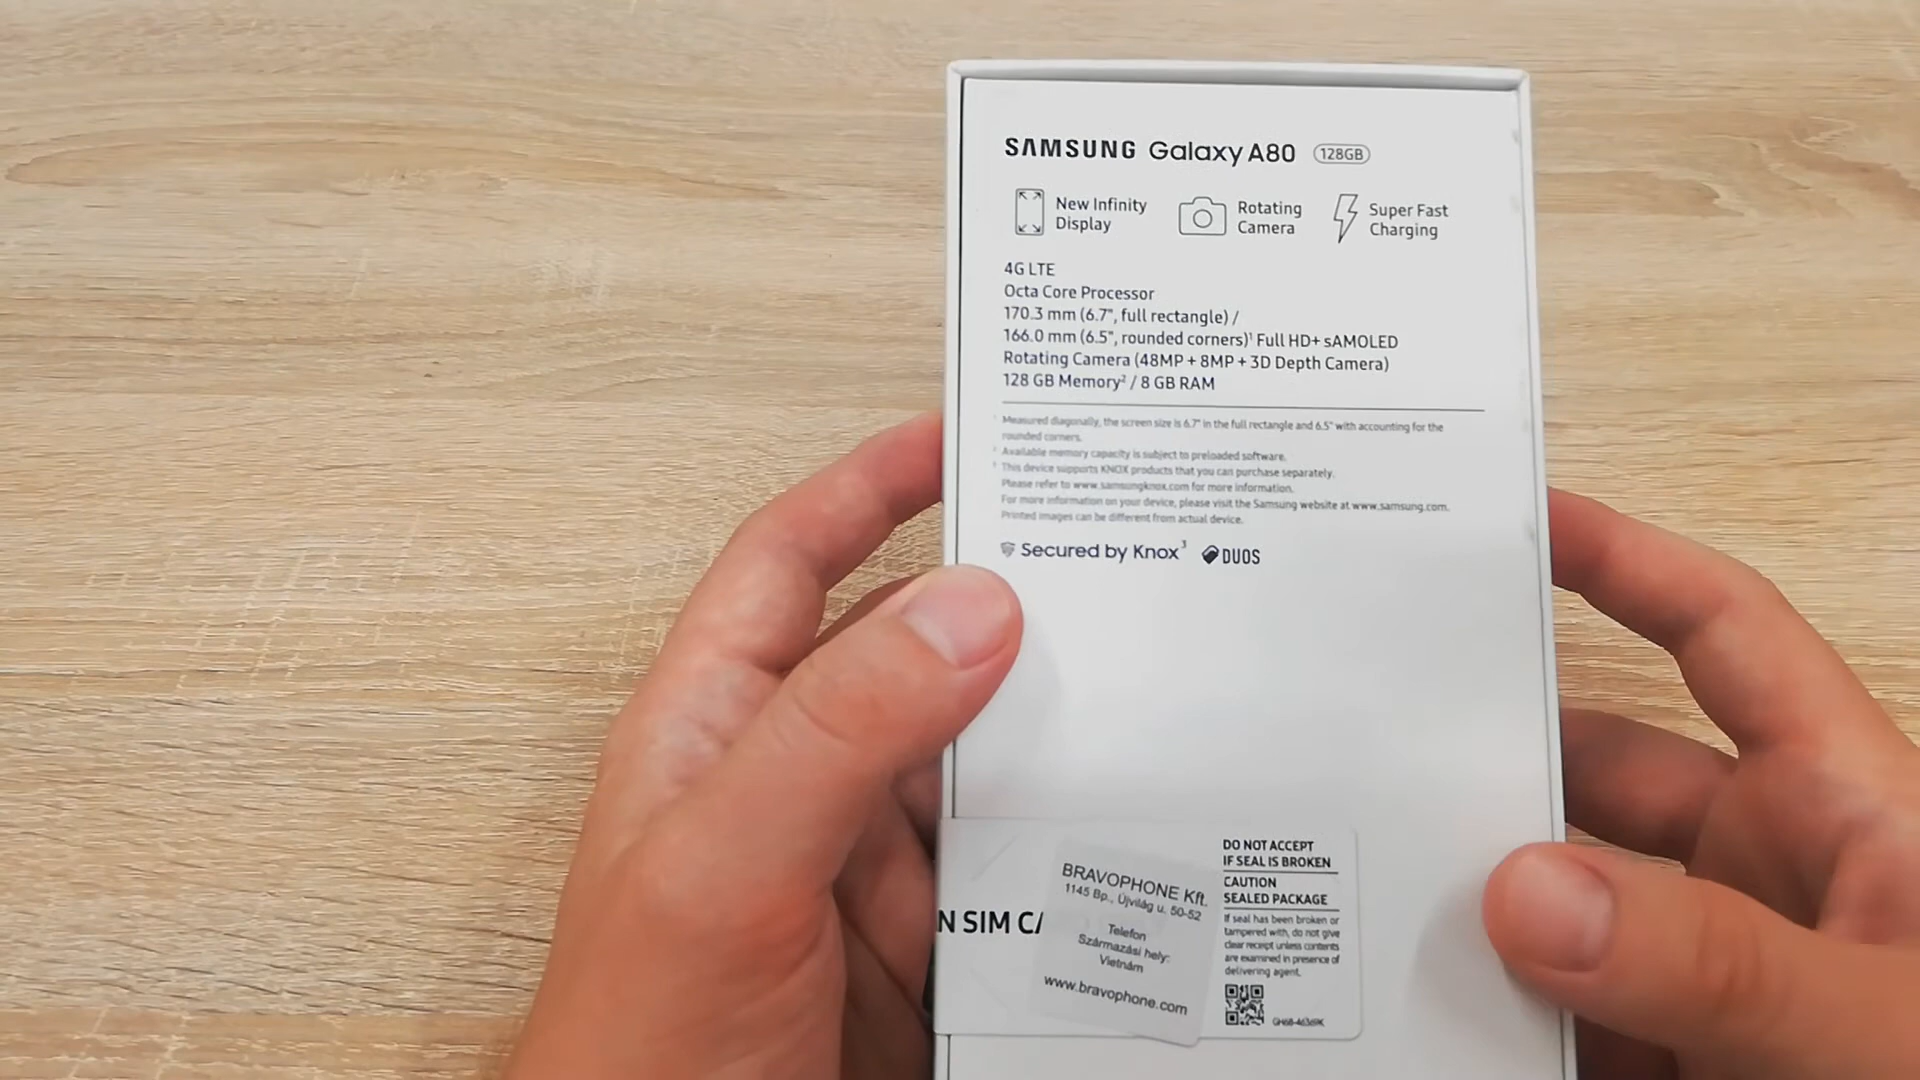 SAMSUNG Galaxy A80 128GB
New Infinity
Display
Rotating
Camera
Super Fast
Charging
4G LTE
Octa Core Processor
170.3 mm (6.7", full rectangle) /
166.0 mm (6.5", rounded corners)¹ Full HD+ sAMOLED
Rotating Camera (48MP + 8MP + 3D Depth Camera)
128 GB Memory² / 8 GB RAM
¹ Measured diagonally, the screen size is 6.7" in the full rectangle and 6.5" with accounting for the
rounded corners.
² Available memory capacity is subject to preloaded software.
³ This device supports KNOX products that you can purchase separately.
Please refer to www.samsungknox.com for more information.
For more information on your device, please visit the Samsung website at www.samsung.com.
Printed images can be different from actual device.
Secured by Knox³ DUOS
N SIM CA
BRAVOPHONE Kft.
1145 Bp., Újvilág u. 50-52
Telefon
Származási hely:
Vietnám
www.bravophone.com
DO NOT ACCEPT
IF SEAL IS BROKEN
CAUTION
SEALED PACKAGE
If seal has been broken or
tampered with, do not give
clear receipt unless contents
are examined in presence of
delivering agent.